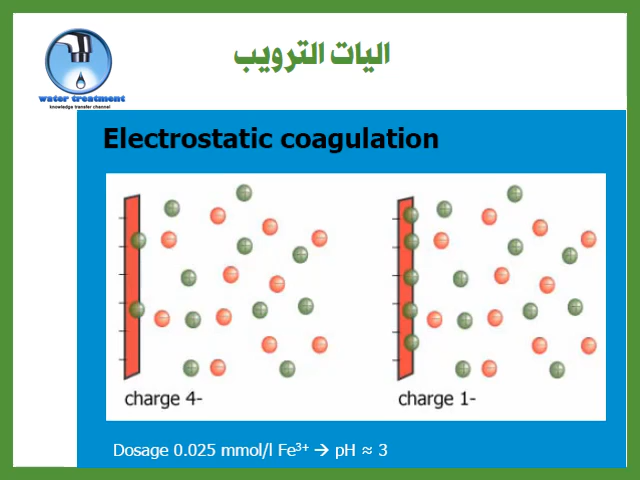 اليات الترويب
water treatment
knowledge transfer channel
Electrostatic coagulation
charge 4-
charge 1-
Dosage 0.025 mmol/l Fe³⁺ → pH ≈ 3